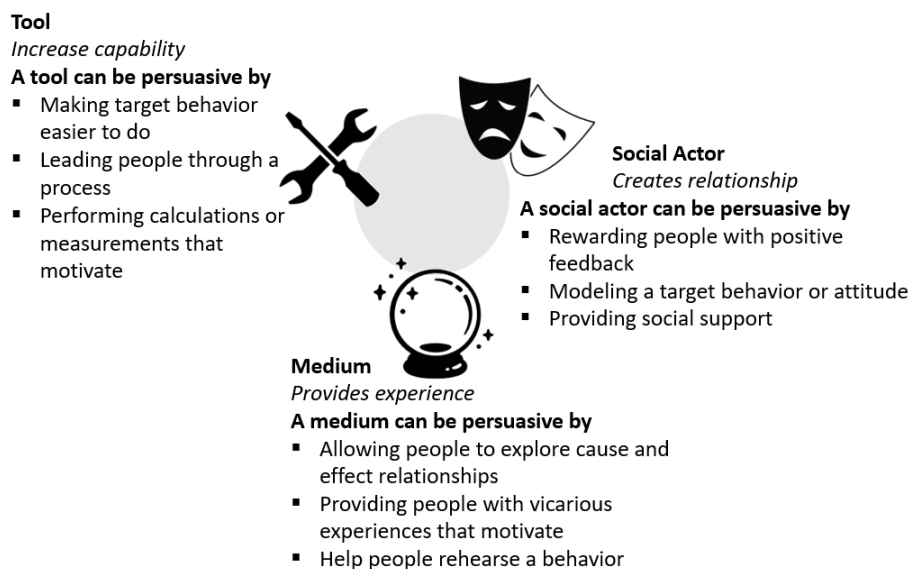 Tool
Increase capability
A tool can be persuasive by
▪ Making target behavior
easier to do
▪ Leading people through a
process
▪ Performing calculations or
measurements that
motivate
Social Actor
Creates relationship
A social actor can be persuasive by
▪ Rewarding people with positive
feedback
▪ Modeling a target behavior or attitude
▪ Providing social support
Medium
Provides experience
A medium can be persuasive by
▪ Allowing people to explore cause and
effect relationships
▪ Providing people with vicarious
experiences that motivate
▪ Help people rehearse a behavior